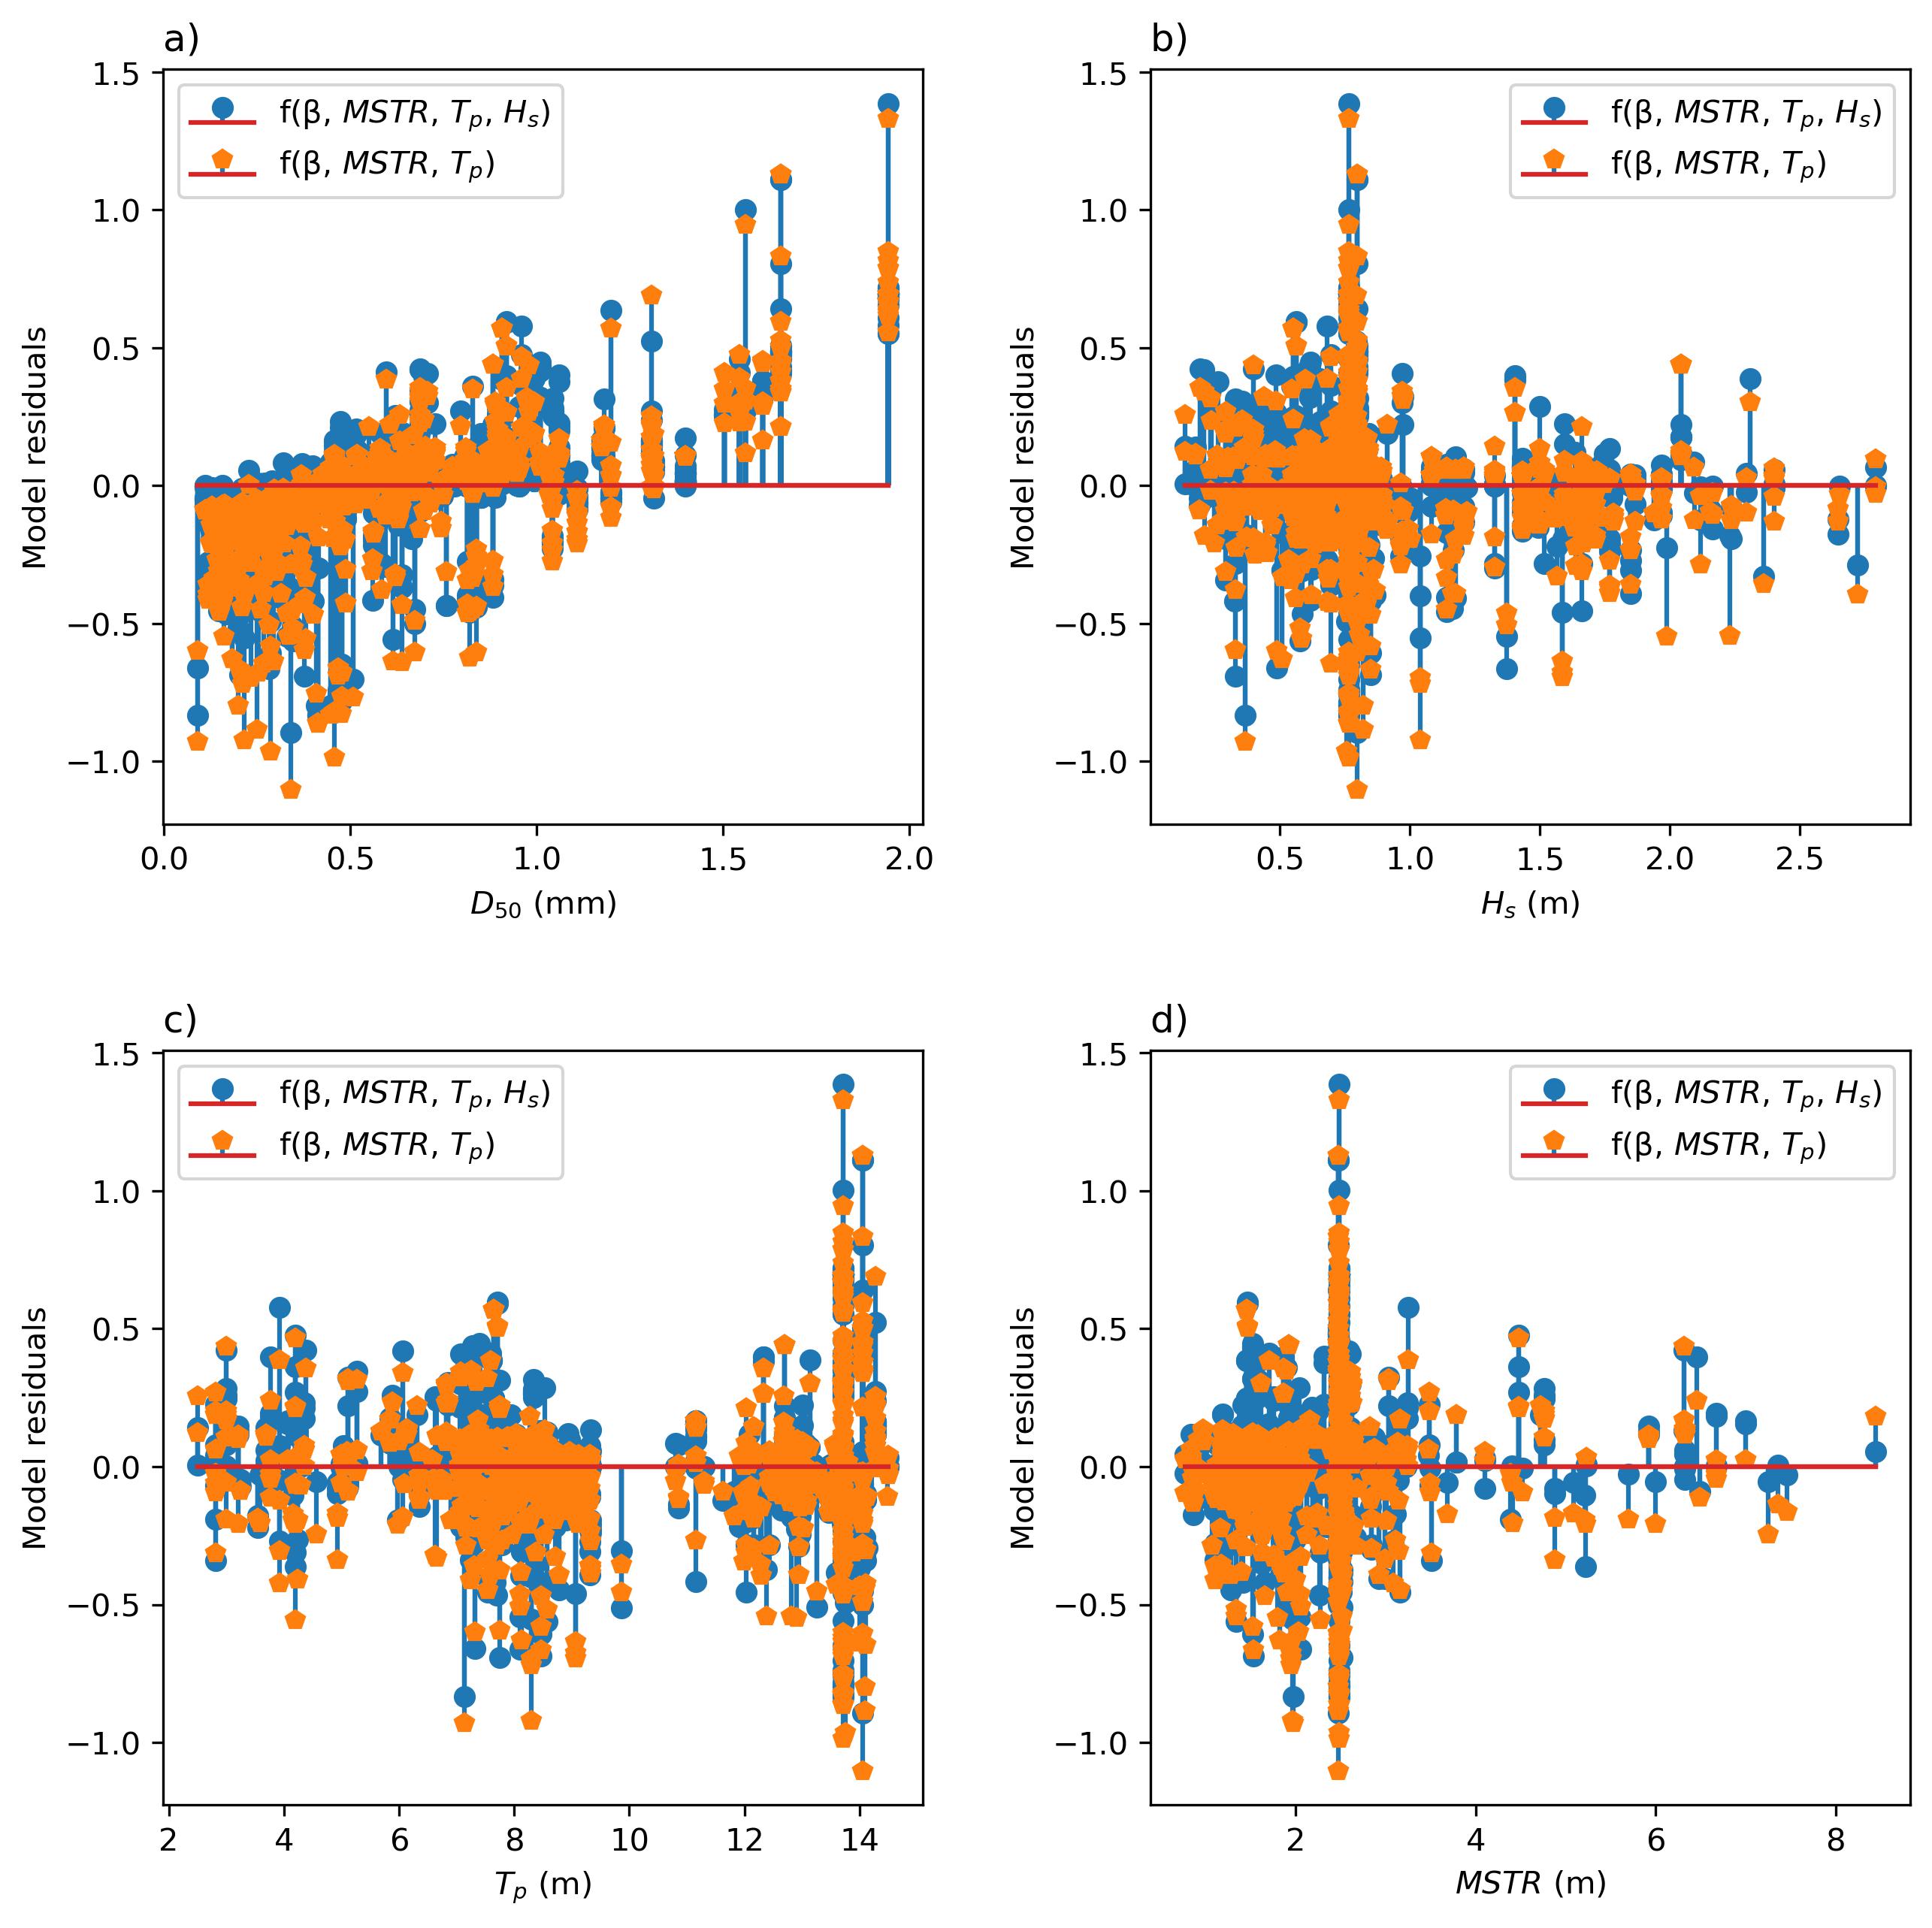 a)
1.5
1.0
0.5
0.0
−0.5
−1.0
Model residuals
f(β, MSTR, Tₚ, Hₛ)
f(β, MSTR, Tₚ)
0.0 0.5 1.0 1.5 2.0
D₅₀ (mm)
b)
1.5
1.0
0.5
0.0
−0.5
−1.0
Model residuals
f(β, MSTR, Tₚ, Hₛ)
f(β, MSTR, Tₚ)
0.5 1.0 1.5 2.0 2.5
Hₛ (m)
c)
1.5
1.0
0.5
0.0
−0.5
−1.0
Model residuals
f(β, MSTR, Tₚ, Hₛ)
f(β, MSTR, Tₚ)
2 4 6 8 10 12 14
Tₚ (m)
d)
1.5
1.0
0.5
0.0
−0.5
−1.0
Model residuals
f(β, MSTR, Tₚ, Hₛ)
f(β, MSTR, Tₚ)
2 4 6 8
MSTR (m)